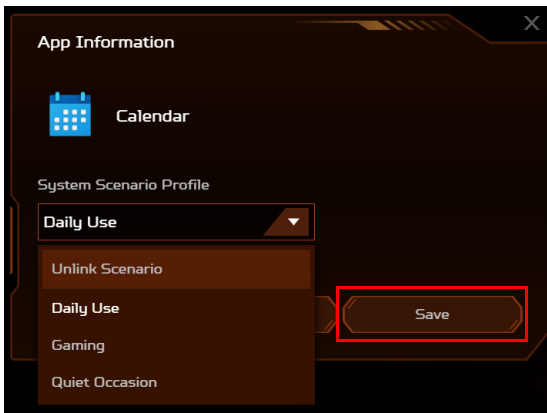 App Information
X
Calendar
System Scenario Profile
Daily Use
Unlink Scenario
Daily Use
Gaming
Quiet Occasion
Save